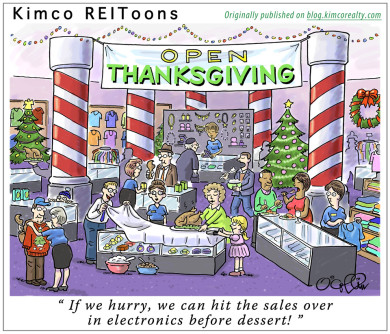 Kimco REIToons
Originally published on blog.kimcorealty.com
OPEN
THANKSGIVING
" If we hurry, we can hit the sales over
in electronics before dessert! "